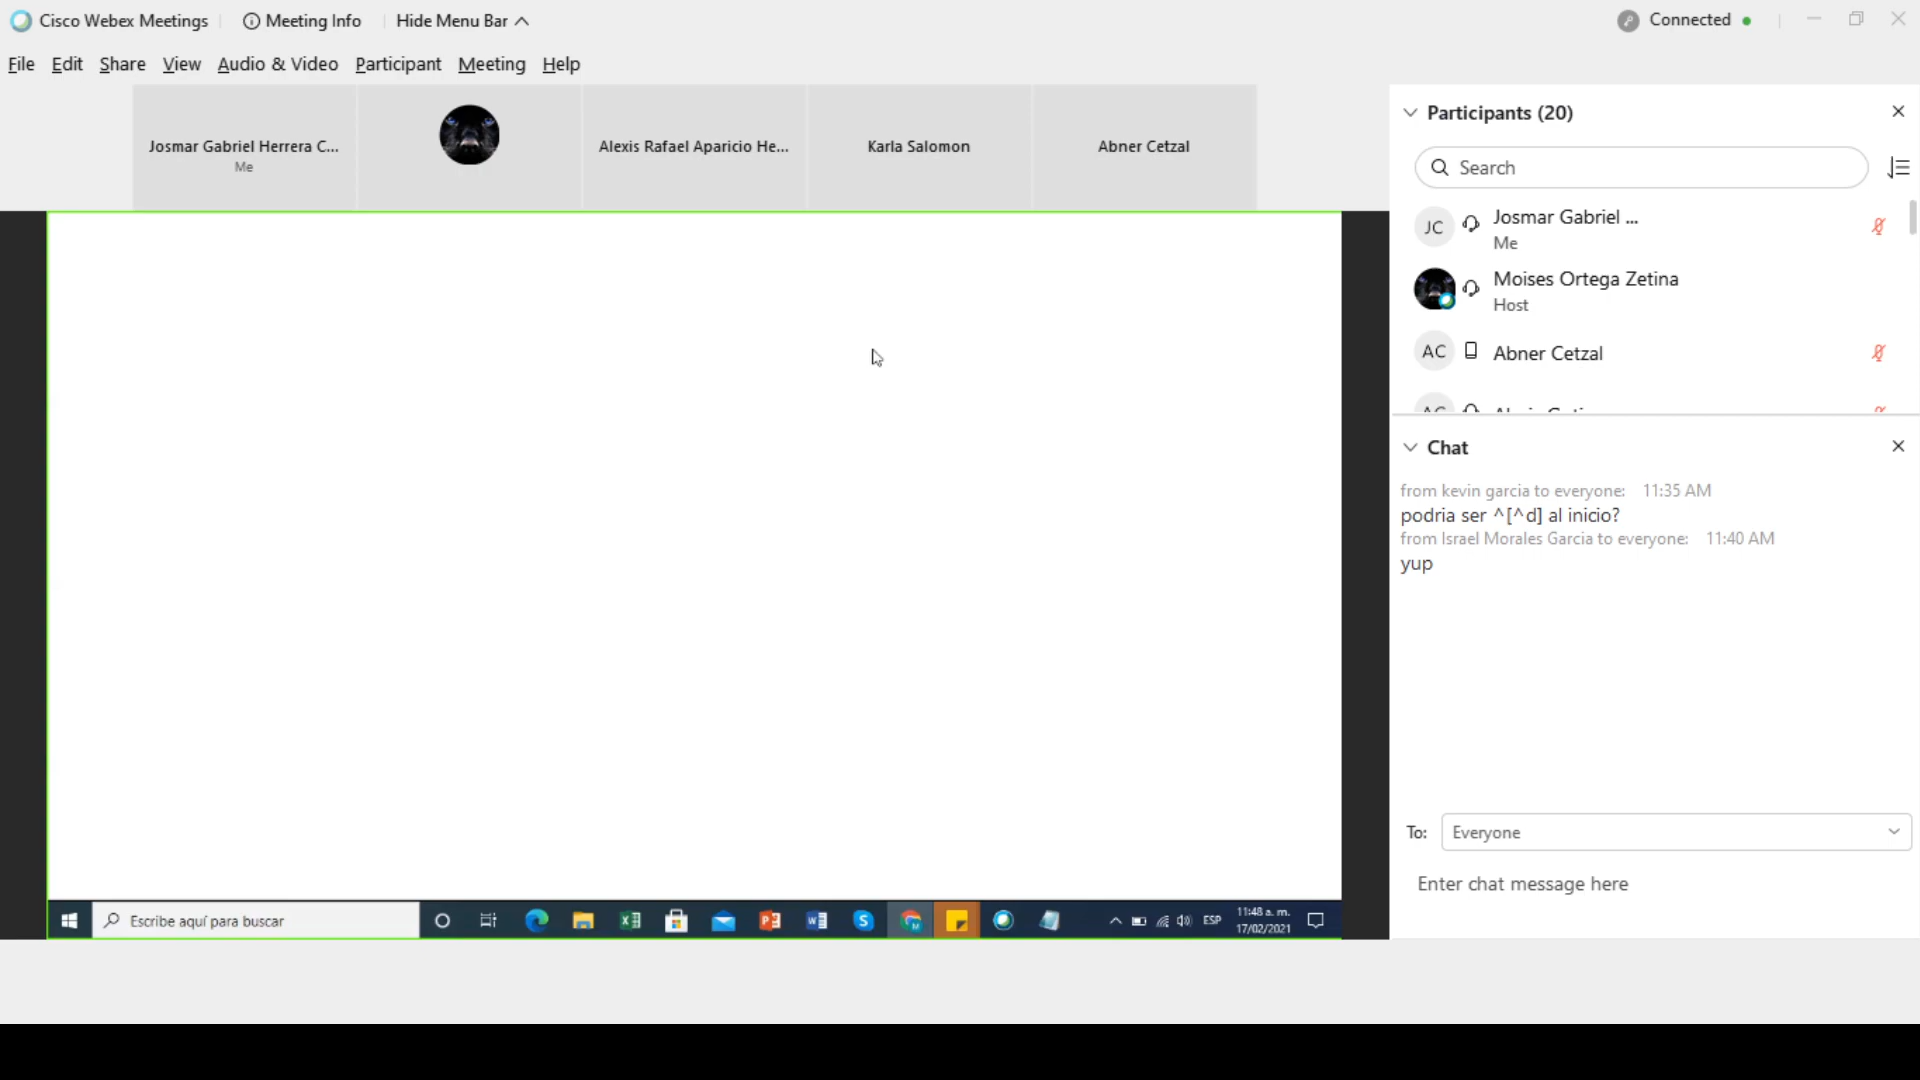 Cisco Webex Meetings Meeting Info Hide Menu Bar Connected
File Edit Share View Audio & Video Participant Meeting Help
Josmar Gabriel Herrera C...
Me
Alexis Rafael Aparicio He...
Karla Salomon
Abner Cetzal
Participants (20)
Search
JC Josmar Gabriel ...
Me
Moises Ortega Zetina
Host
AC Abner Cetzal
Chat
from kevin garcia to everyone: 11:35 AM
podria ser ^[^d] al inicio?
from Israel Morales Garcia to everyone: 11:40 AM
yup
To: Everyone
Enter chat message here
Escribe aquí para buscar
ESP
11:48 a. m.
17/02/2021